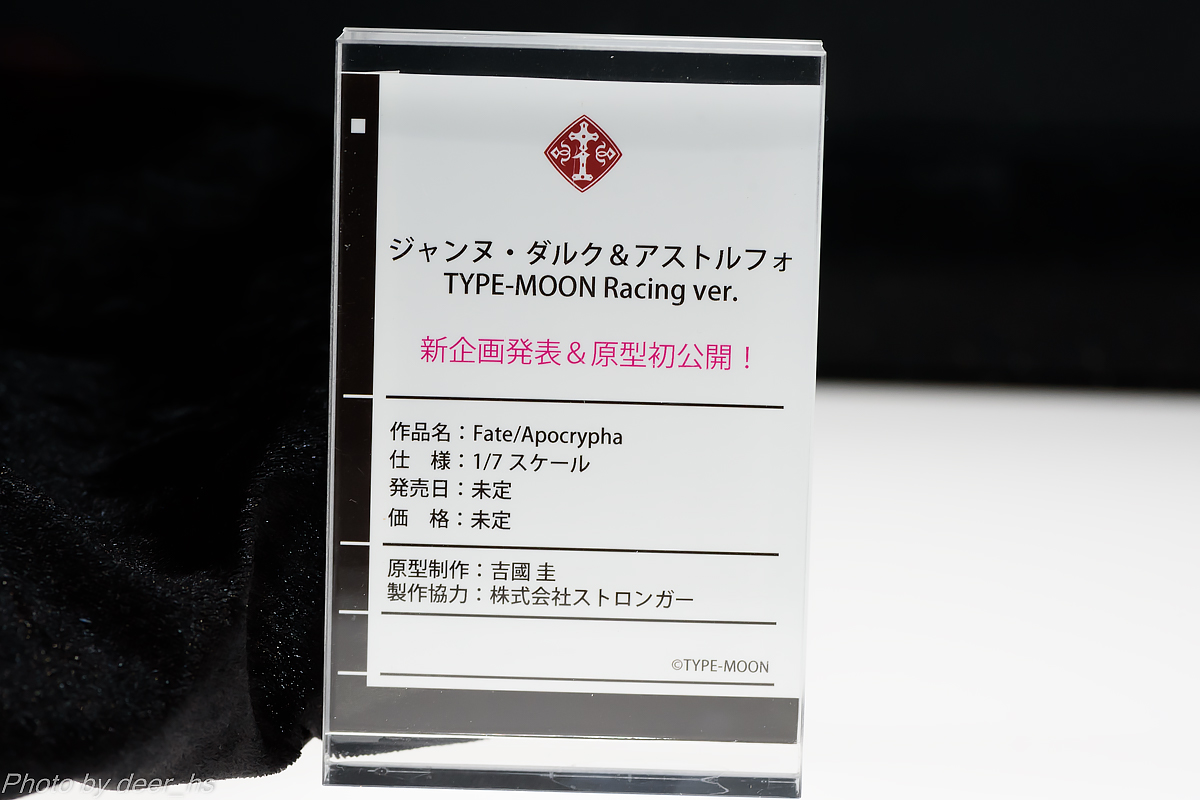 ジャンヌ・ダルク＆アストルフォ
TYPE-MOON Racing ver.
新企画発表＆原型初公開！
作品名：Fate/Apocrypha
仕　様：1/7 スケール
発売日：未定
価　格：未定
原型制作：吉國 圭
製作協力：株式会社ストロンガー
©TYPE-MOON
Photo by deer_hs